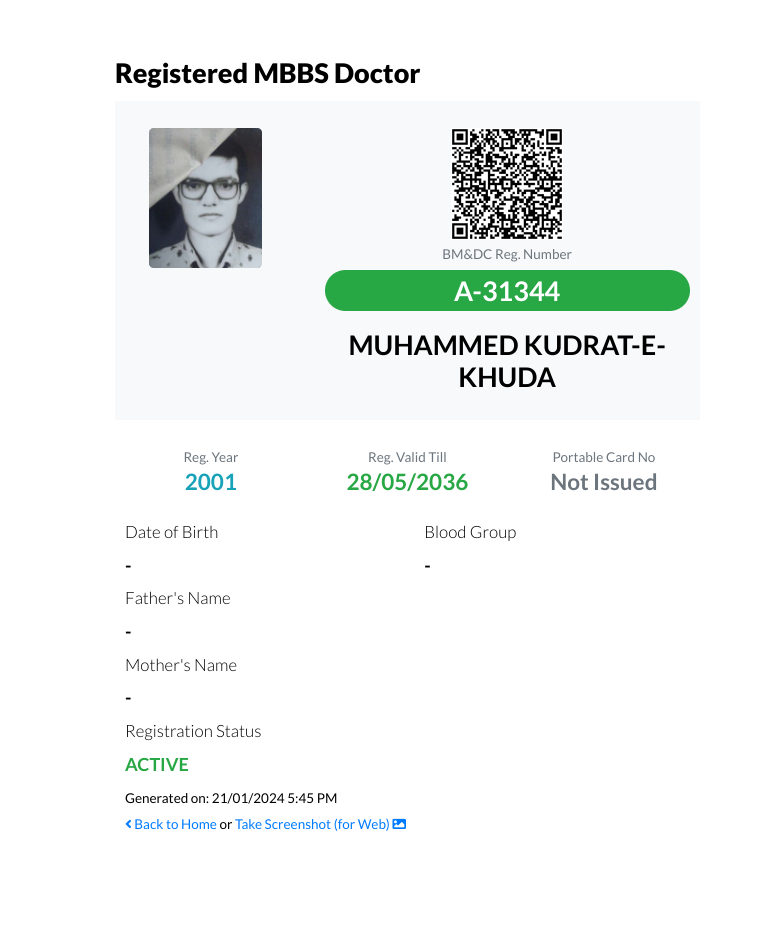 Registered MBBS Doctor
BM&DC Reg. Number
A-31344
MUHAMMED KUDRAT-E-
KHUDA
Reg. Year
2001
Reg. Valid Till
28/05/2036
Portable Card No
Not Issued
Date of Birth
-
Blood Group
-
Father's Name
-
Mother's Name
-
Registration Status
ACTIVE
Generated on: 21/01/2024 5:45 PM
Back to Home or Take Screenshot (for Web)